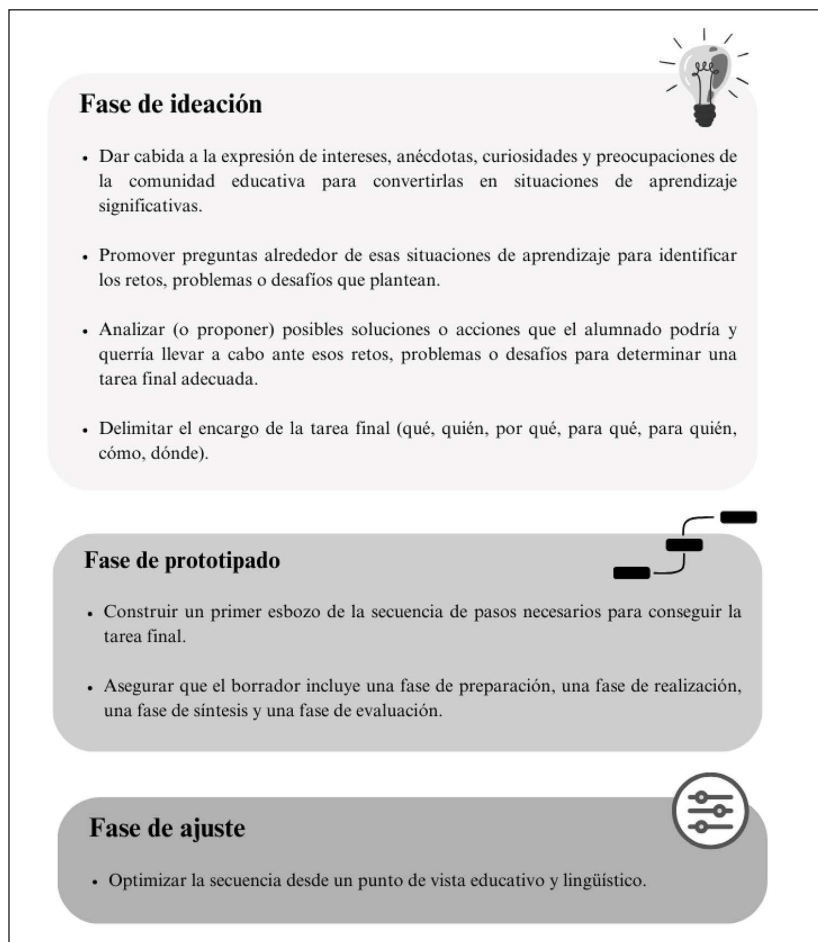 Fase de ideación
• Dar cabida a la expresión de intereses, anécdotas, curiosidades y preocupaciones de
la comunidad educativa para convertirlas en situaciones de aprendizaje
significativas.
• Promover preguntas alrededor de esas situaciones de aprendizaje para identificar
los retos, problemas o desafíos que plantean.
• Analizar (o proponer) posibles soluciones o acciones que el alumnado podría y
querría llevar a cabo ante esos retos, problemas o desafíos para determinar una
tarea final adecuada.
• Delimitar el encargo de la tarea final (qué, quién, por qué, para qué, para quién,
cómo, dónde).
Fase de prototipado
• Construir un primer esbozo de la secuencia de pasos necesarios para conseguir la
tarea final.
• Asegurar que el borrador incluye una fase de preparación, una fase de realización,
una fase de síntesis y una fase de evaluación.
Fase de ajuste
• Optimizar la secuencia desde un punto de vista educativo y lingüístico.